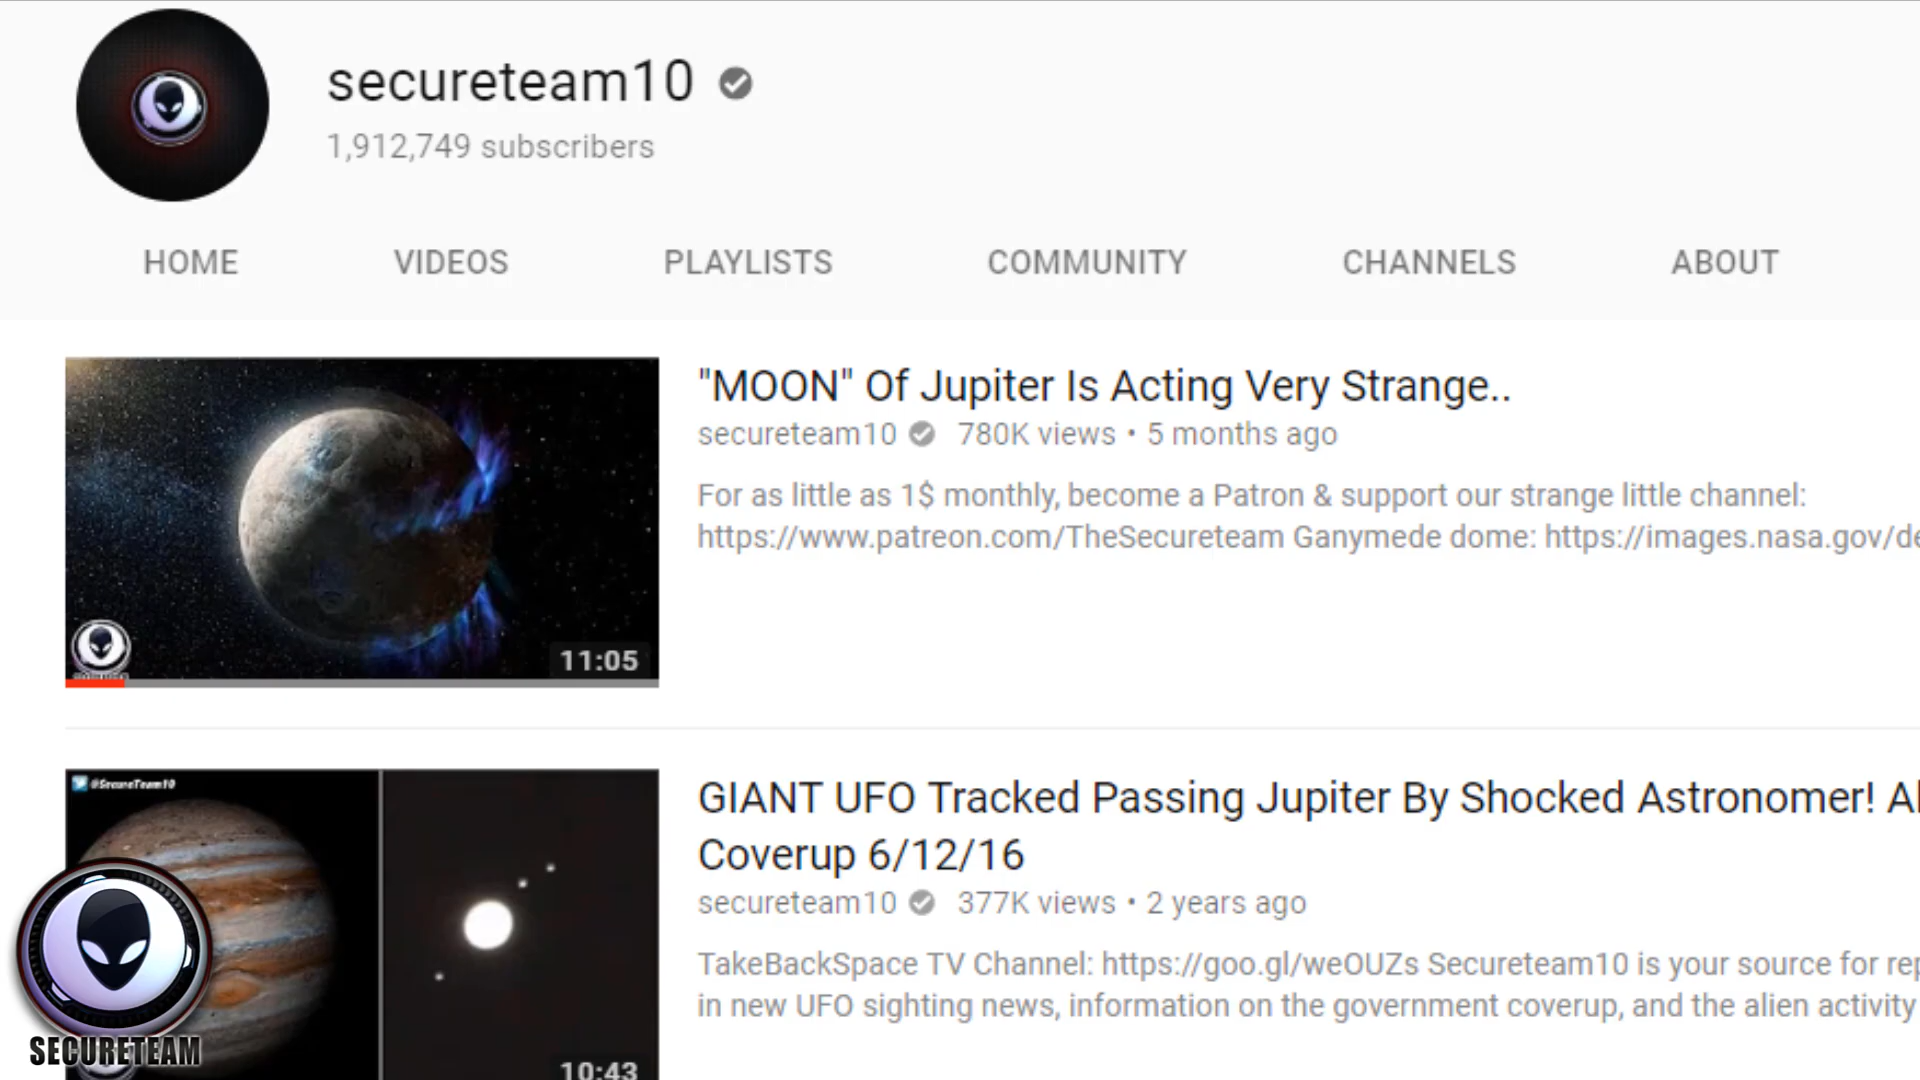 secureteam10
1,912,749 subscribers
HOME VIDEOS PLAYLISTS COMMUNITY CHANNELS ABOUT
"MOON" Of Jupiter Is Acting Very Strange..
secureteam10 780K views • 5 months ago
For as little as 1$ monthly, become a Patron & support our strange little channel:
https://www.patreon.com/TheSecureteam Ganymede dome: https://images.nasa.gov/de
11:05
@SecureTeam10
GIANT UFO Tracked Passing Jupiter By Shocked Astronomer! Al
Coverup 6/12/16
secureteam10 377K views • 2 years ago
TakeBackSpace TV Channel: https://goo.gl/weOUZs Secureteam10 is your source for rep
in new UFO sighting news, information on the government coverup, and the alien activity
SECURETEAM
10:43